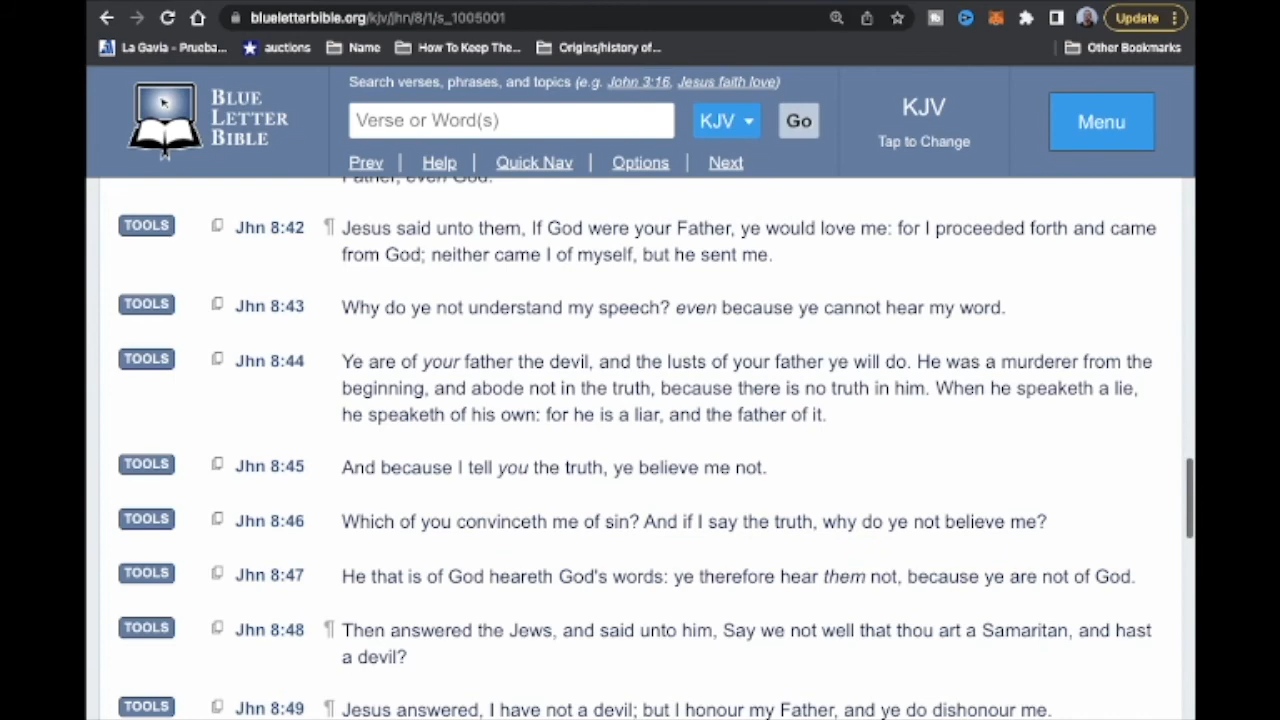 blueletterbible.org/kjv/jhn/8/1/s_1005001
Update
La Gavia - Prueba...
auctions
Name
How To Keep The...
Origins/history of...
Other Bookmarks
BLUE
LETTER
BIBLE
Search verses, phrases, and topics (e.g. John 3:16, Jesus faith love)
Verse or Word(s)
KJV
Go
Prev | Help | Quick Nav | Options | Next
KJV
Tap to Change
Menu
Father, even God.
TOOLS Jhn 8:42 ¶ Jesus said unto them, If God were your Father, ye would love me: for I proceeded forth and came
from God; neither came I of myself, but he sent me.
TOOLS Jhn 8:43 Why do ye not understand my speech? even because ye cannot hear my word.
TOOLS Jhn 8:44 Ye are of your father the devil, and the lusts of your father ye will do. He was a murderer from the
beginning, and abode not in the truth, because there is no truth in him. When he speaketh a lie,
he speaketh of his own: for he is a liar, and the father of it.
TOOLS Jhn 8:45 And because I tell you the truth, ye believe me not.
TOOLS Jhn 8:46 Which of you convinceth me of sin? And if I say the truth, why do ye not believe me?
TOOLS Jhn 8:47 He that is of God heareth God's words: ye therefore hear them not, because ye are not of God.
TOOLS Jhn 8:48 ¶ Then answered the Jews, and said unto him, Say we not well that thou art a Samaritan, and hast
a devil?
TOOLS Jhn 8:49 ¶ Jesus answered, I have not a devil; but I honour my Father, and ye do dishonour me.